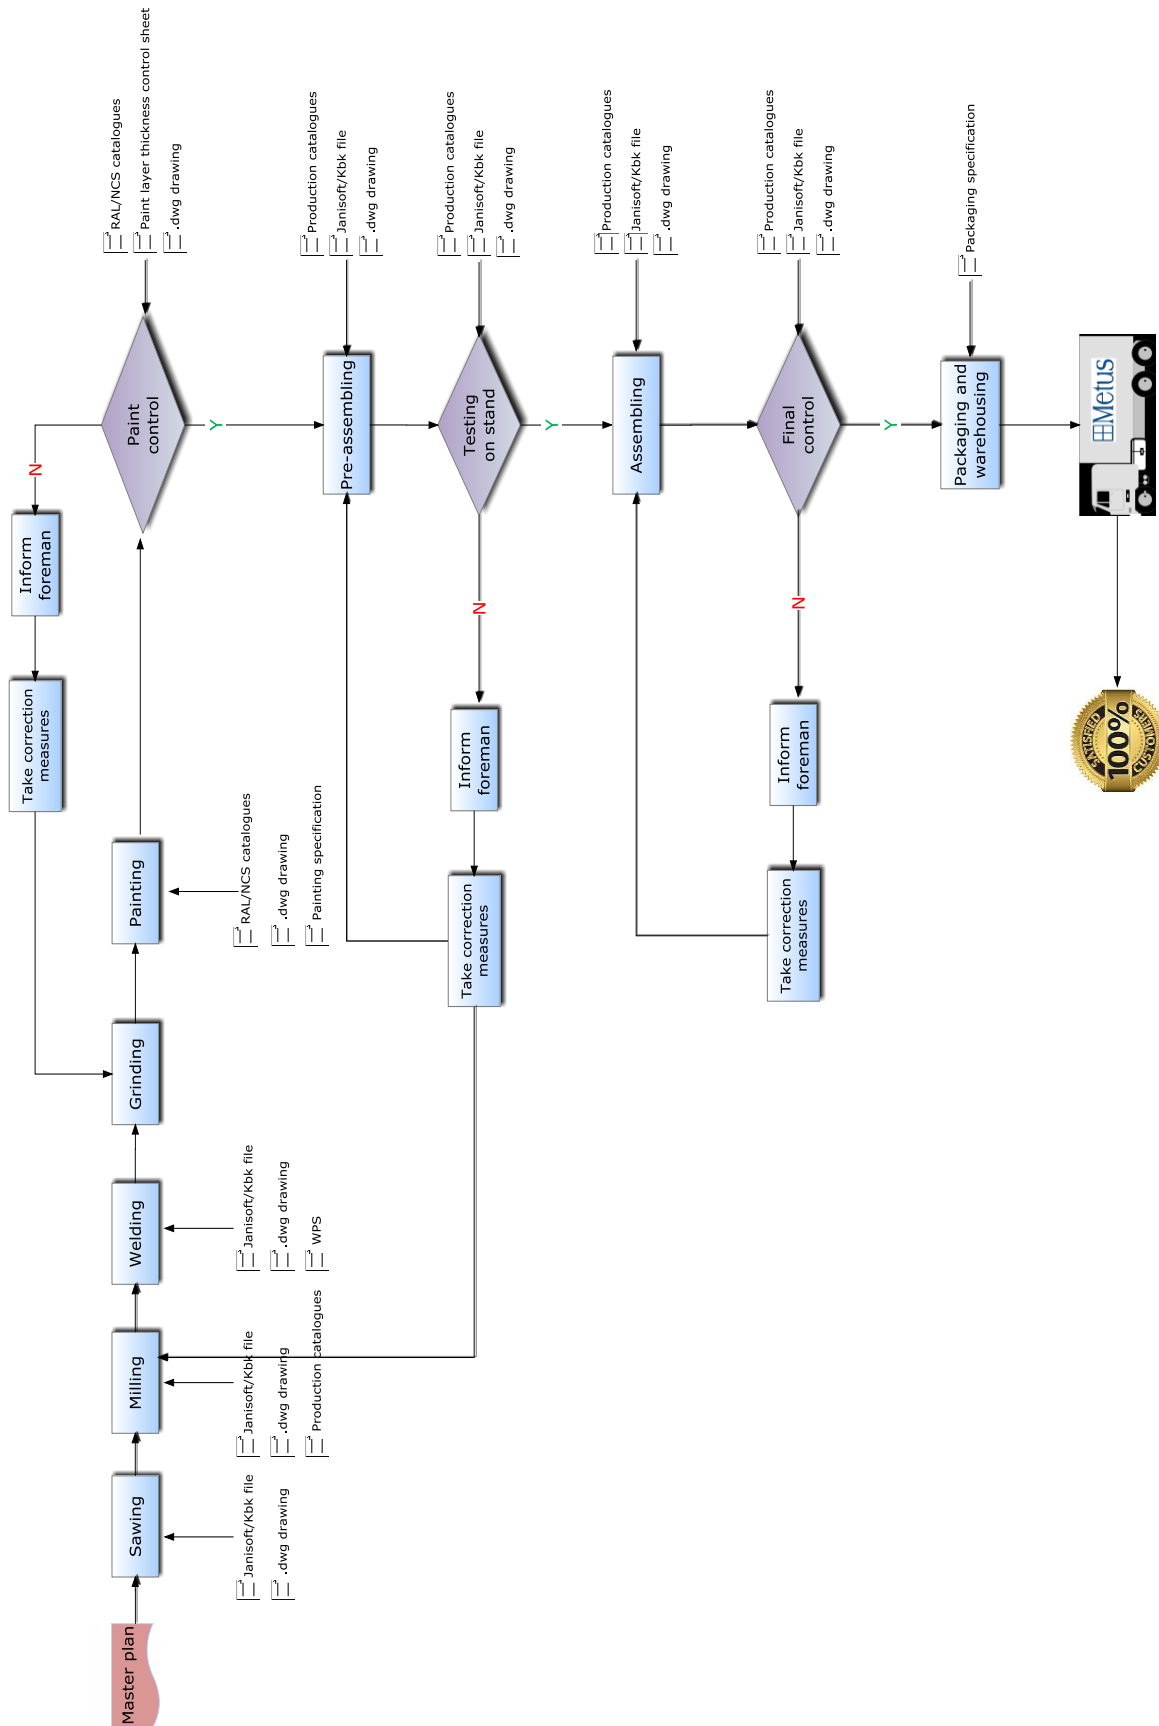 Master plan
Sawing
Janisoft/Kbk file
.dwg drawing
Milling
Janisoft/Kbk file
.dwg drawing
Production catalogues
Welding
Janisoft/Kbk file
.dwg drawing
WPS
Grinding
Painting
RAL/NCS catalogues
.dwg drawing
Painting specification
Take correction
measures
Inform
foreman
N
Paint
control
RAL/NCS catalogues
Paint layer thickness control sheet
.dwg drawing
Y
Pre-assembling
Production catalogues
Janisoft/Kbk file
.dwg drawing
Testing
on stand
Production catalogues
Janisoft/Kbk file
.dwg drawing
N
Inform
foreman
Take correction
measures
Y
Assembling
Production catalogues
Janisoft/Kbk file
.dwg drawing
Final
control
Production catalogues
Janisoft/Kbk file
.dwg drawing
N
Inform
foreman
Take correction
measures
Y
Packaging and
warehousing
Packaging specification
Metus
SATISFIED
100%
CUSTOMERS